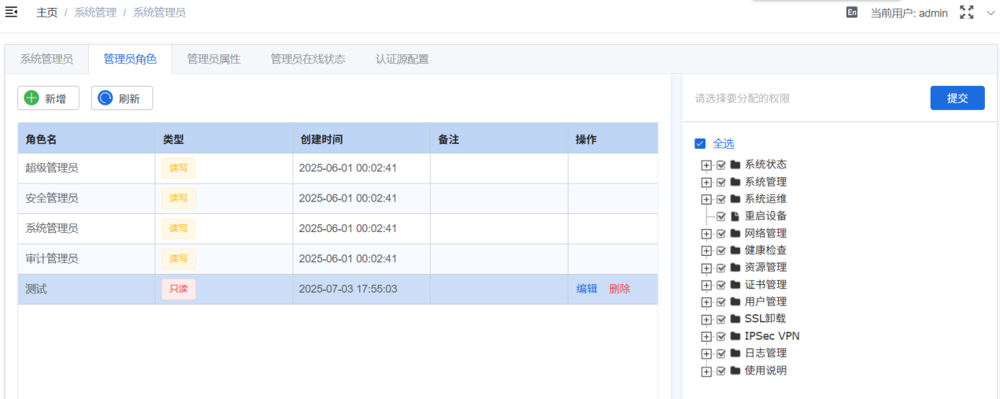 主页 / 系统管理 / 系统管理员
En 当前用户: admin
系统管理员 管理员角色 管理员属性 管理员在线状态 认证源配置
新增 刷新
请选择要分配的权限 提交
角色名 类型 创建时间 备注 操作
超级管理员 读写 2025-06-01 00:02:41
安全管理员 读写 2025-06-01 00:02:41
系统管理员 读写 2025-06-01 00:02:41
审计管理员 读写 2025-06-01 00:02:41
测试 只读 2025-07-03 17:55:03 编辑 删除
全选
系统状态
系统管理
系统运维
重启设备
网络管理
健康检查
资源管理
证书管理
用户管理
SSL卸载
IPSec VPN
日志管理
使用说明